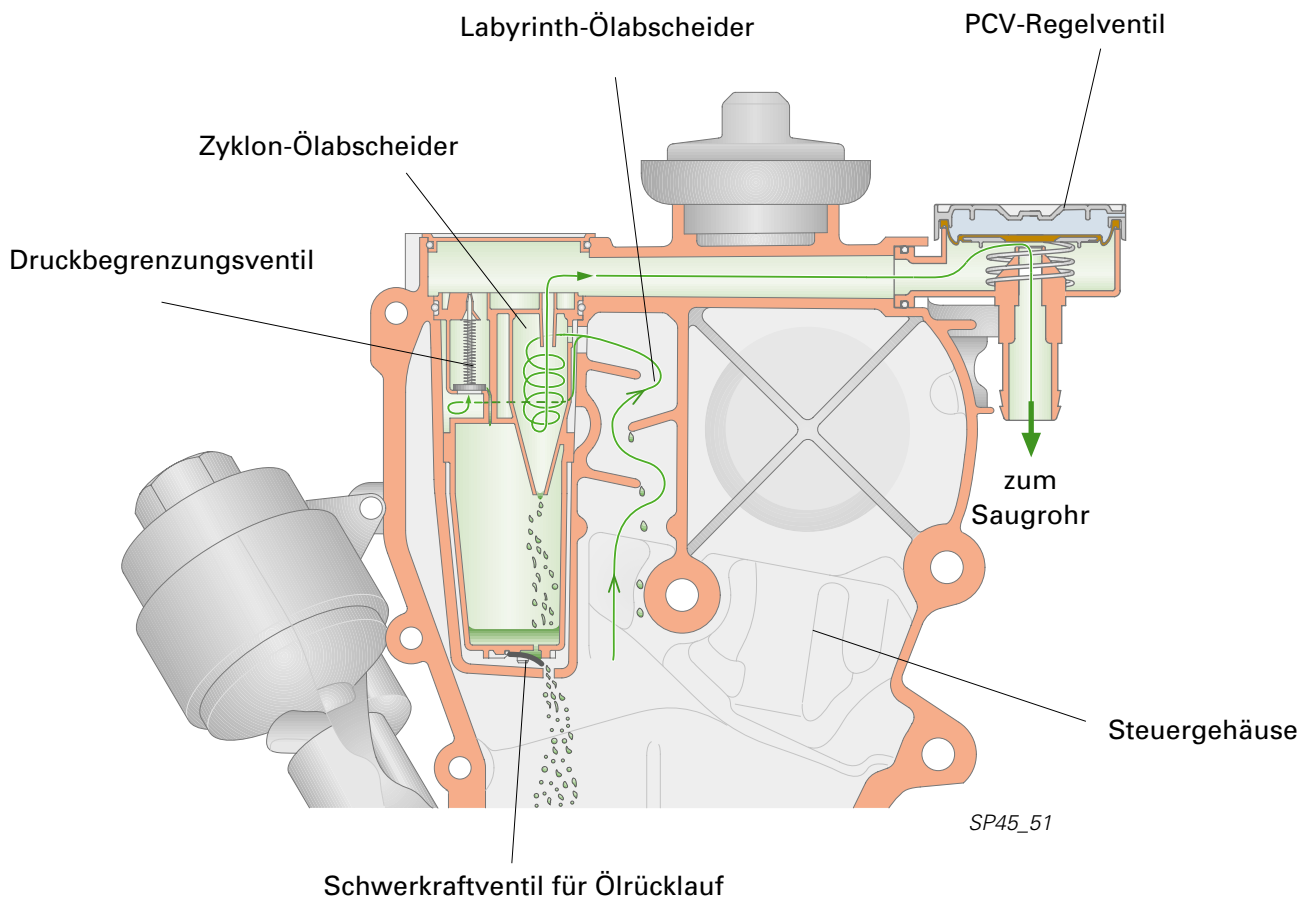 Labyrinth-Ölabscheider
PCV-Regelventil
Zyklon-Ölabscheider
Druckbegrenzungsventil
zum
Saugrohr
Steuergehäuse
SP45_51
Schwerkraftventil für Ölrücklauf